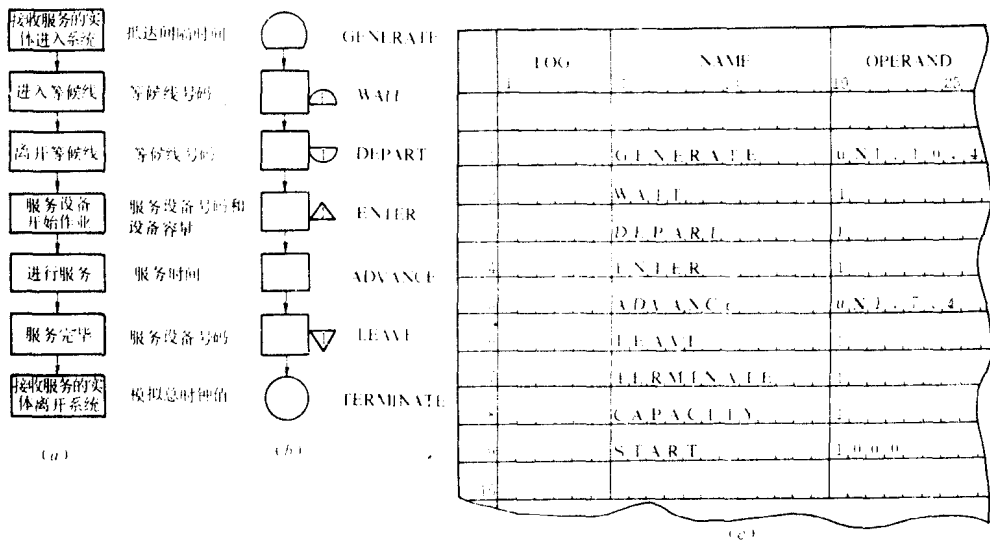 接收服务的实
体进入系统
抵达间隔时间
GENERATE
进入等候线
等候线号码
WAIT
离开等候线
等候线号码
DEPART
服务设备
开始作业
服务设备号码和
设备容量
ENTER
进行服务
服务时间
ADVANCE
服务完毕
服务设备号码
LEAVE
接收服务的实
体离开系统
模拟总时钟值
TERMINATE
(a)
(b)
LOG NAME OPERAND
GENERATE
WAIT 1
DEPART 1
ENTER 1
ADVANCE
LEAVE
TERMINATE 1
CAPACITY
START 1000
(c)